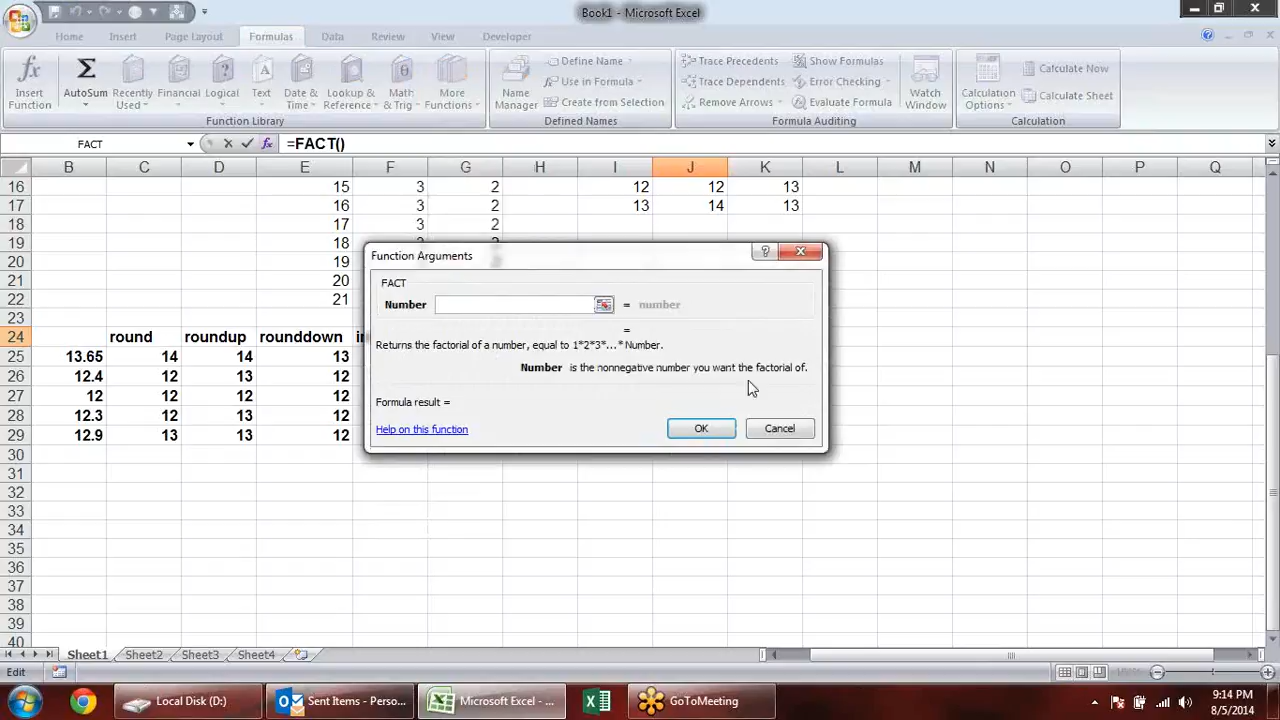 Book1 - Microsoft Excel
Home Insert Page Layout Formulas Data Review View Developer
Insert Function
AutoSum
Recently Used
Financial
Logical
Text
Date & Time
Lookup & Reference
Math & Trig
More Functions
Function Library
Name Manager
Define Name
Use in Formula
Create from Selection
Defined Names
Trace Precedents
Trace Dependents
Remove Arrows
Show Formulas
Error Checking
Evaluate Formula
Formula Auditing
Watch Window
Calculation Options
Calculate Now
Calculate Sheet
Calculation
FACT =FACT()
B C D E F G H I J K L M N O P Q
16 15 3 2 12 12 13
17 16 3 2 13 14 13
18 17 3 2
19 18
20 19
21 20
22 21
23
24 round roundup rounddown
25 13.65 14 14 13
26 12.4 12 13 12
27 12 12 12 12
28 12.3 12 13 12
29 12.9 13 13 12
30
31
32
33
34
35
36
37
38
39
40
Function Arguments
FACT
Number = number
=
Returns the factorial of a number, equal to 1*2*3*...* Number.
Number is the nonnegative number you want the factorial of.
Formula result =
Help on this function
OK Cancel
Sheet1 Sheet2 Sheet3 Sheet4
Edit
Local Disk (D:) Sent Items - Perso... Microsoft Excel - ... GoToMeeting
9:14 PM
8/5/2014